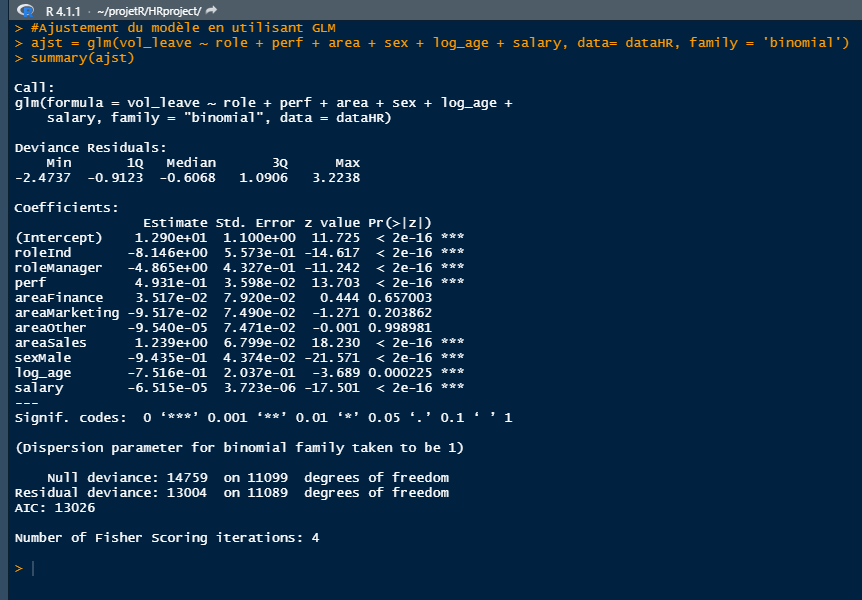 R 4.1.1 · ~/projetR/HRproject/
> #Ajustement du modèle en utilisant GLM
> ajst = glm(vol_leave ~ role + perf + area + sex + log_age + salary, data= dataHR, family = 'binomial')
> summary(ajst)

Call:
glm(formula = vol_leave ~ role + perf + area + sex + log_age +
    salary, family = "binomial", data = dataHR)

Deviance Residuals:
    Min       1Q   Median       3Q      Max
-2.4737  -0.9123  -0.6068   1.0906   3.2238

Coefficients:
                Estimate Std. Error z value Pr(>|z|)
(Intercept)    1.290e+01  1.100e+00  11.725  < 2e-16 ***
roleInd       -8.146e+00  5.573e-01 -14.617  < 2e-16 ***
roleManager   -4.865e+00  4.327e-01 -11.242  < 2e-16 ***
perf           4.931e-01  3.598e-02  13.703  < 2e-16 ***
areaFinance    3.517e-02  7.920e-02   0.444 0.657003
areaMarketing -9.517e-02  7.490e-02  -1.271 0.203862
areaOther     -9.540e-05  7.471e-02  -0.001 0.998981
areaSales      1.239e+00  6.799e-02  18.230  < 2e-16 ***
sexMale       -9.435e-01  4.374e-02 -21.571  < 2e-16 ***
log_age       -7.516e-01  2.037e-01  -3.689 0.000225 ***
salary        -6.515e-05  3.723e-06 -17.501  < 2e-16 ***
---
Signif. codes:  0 ‘***’ 0.001 ‘**’ 0.01 ‘*’ 0.05 ‘.’ 0.1 ‘ ’ 1

(Dispersion parameter for binomial family taken to be 1)

    Null deviance: 14759  on 11099  degrees of freedom
Residual deviance: 13004  on 11089  degrees of freedom
AIC: 13026

Number of Fisher Scoring iterations: 4

>